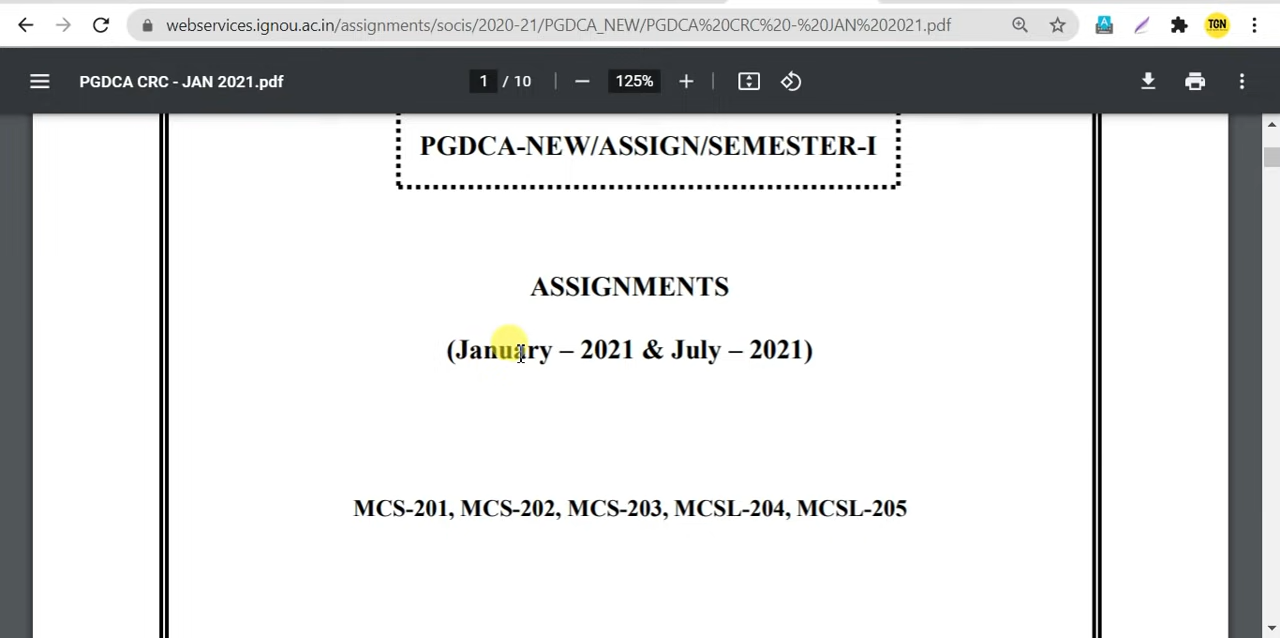 webservices.ignou.ac.in/assignments/socis/2020-21/PGDCA_NEW/PGDCA%20CRC%20-%20JAN%202021.pdf
TGN
PGDCA CRC - JAN 2021.pdf
1 / 10
125%
PGDCA-NEW/ASSIGN/SEMESTER-I
ASSIGNMENTS
(January – 2021 & July – 2021)
MCS-201, MCS-202, MCS-203, MCSL-204, MCSL-205